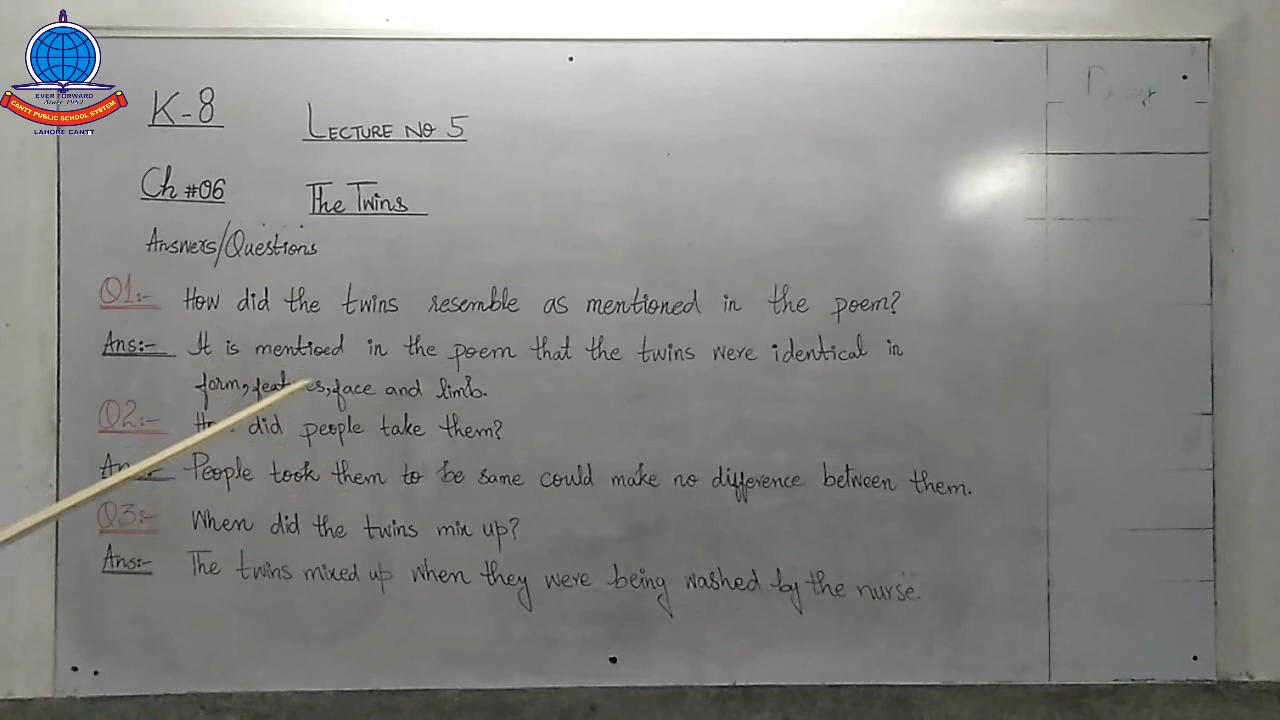 EVER FORWARD
Since 1982
CANTT PUBLIC SCHOOL SYSTEM
LAHORE CANTT
K-8
LECTURE NO 5
Ch #06
The Twins
Answers/Questions
Q1:- How did the twins resemble as mentioned in the poem?
Ans:- It is mentioed in the poem that the twins were identical in
form, features, face and limb.
Q2:- How did people take them?
Ans:- People took them to be same could make no difference between them.
Q3:- When did the twins mix up?
Ans:- The twins mixed up when they were being washed by the nurse.